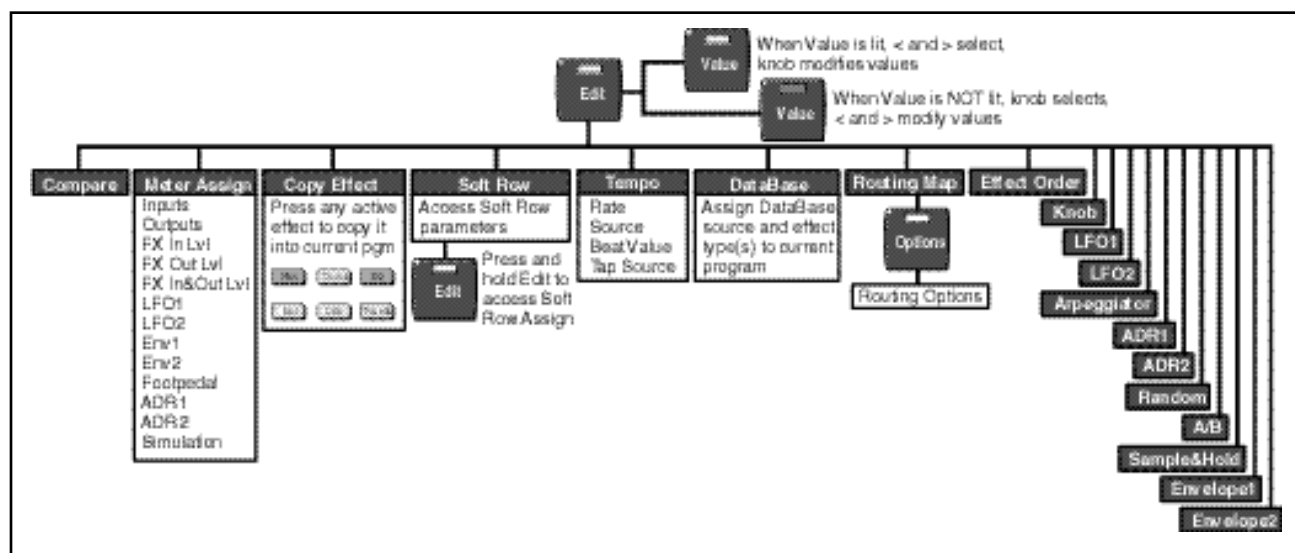 When Value is lit, < and > select,
knob modifies values
Value
Edit
When Value is NOT lit, knob selects,
< and > modify values
Value
Compare
Meter Assign
Inputs
Outputs
FX In Lvl
FX Out Lvl
FX In&Out Lvl
LFO1
LFO2
Env1
Env2
Footpedal
ADR1
ADR2
Simulation
Copy Effect
Press any active
effect to copy it
into current pgm
EQ
Soft Row
Access Soft Row
parameters
Edit
Press and
hold Edit to
access Soft
Row Assign
Tempo
Rate
Source
BeatValue
Tap Source
DataBase
Assign DataBase
source and effect
type(s) to current
program
Routing Map
Options
Routing Options
Effect Order
Knob
LFO1
LFO2
Arpeggiator
ADR1
ADR2
Random
A/B
Sample&Hold
Envelope1
Envelope2